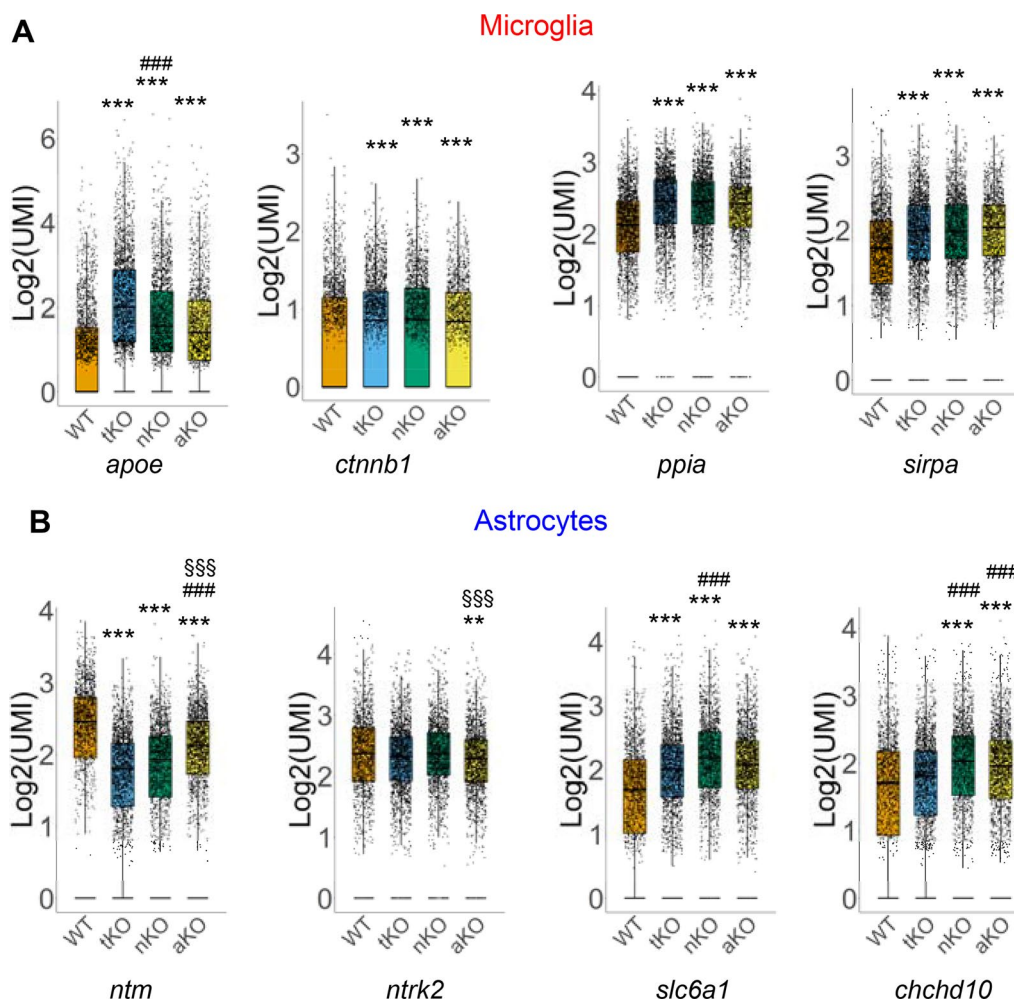 A
Microglia
###
***
***
***
6
4
2
0
Log2(UMI)
WT
tKO
nKO
aKO
apoe
***
***
***
3
2
1
0
Log2(UMI)
WT
tKO
nKO
aKO
ctnnb1
***
***
***
4
3
2
1
0
Log2(UMI)
WT
tKO
nKO
aKO
ppia
***
***
***
4
3
2
1
0
Log2(UMI)
WT
tKO
nKO
aKO
sirpa
B
Astrocytes
***
***
§§§
###
***
4
3
2
1
0
Log2(UMI)
WT
tKO
nKO
aKO
ntm
§§§
**
4
3
2
1
0
Log2(UMI)
WT
tKO
nKO
aKO
ntrk2
***
###
***
***
4
3
2
1
0
Log2(UMI)
WT
tKO
nKO
aKO
slc6a1
###
***
###
***
4
3
2
1
0
Log2(UMI)
WT
tKO
nKO
aKO
chchd10